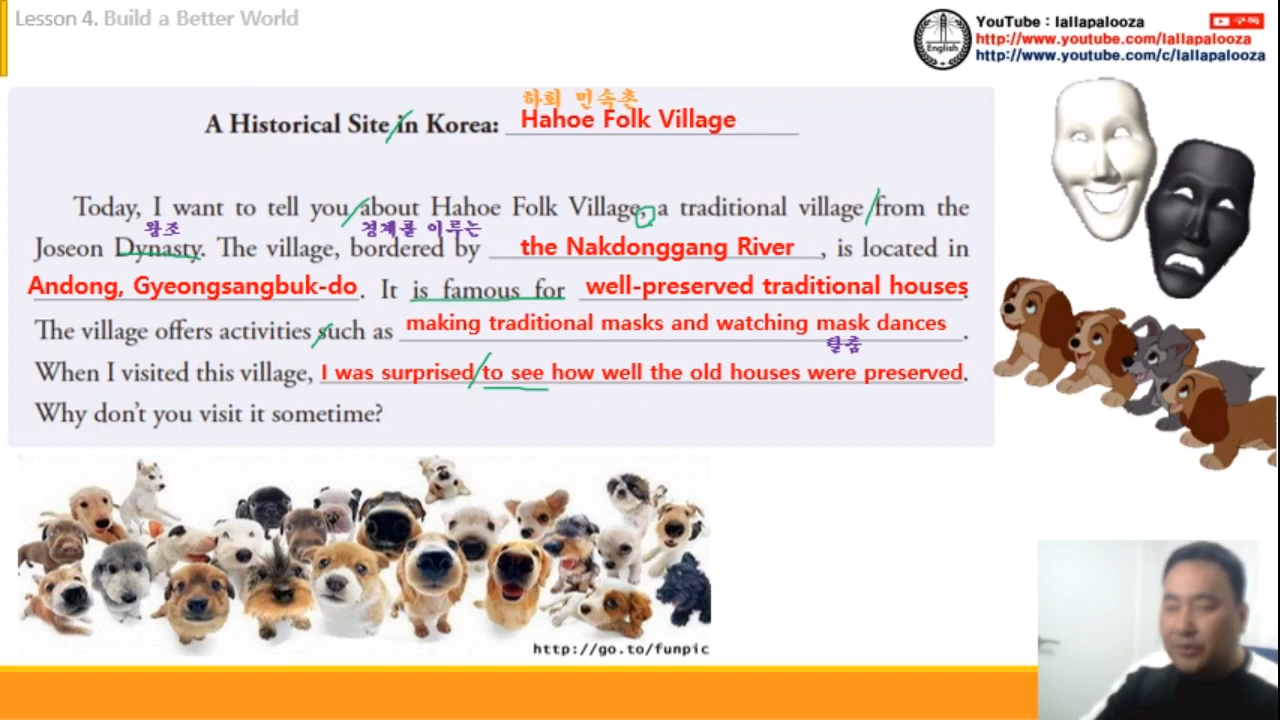 Lesson 4. Build a Better World
YouTube : lallapalooza
구독
http://www.youtube.com/lallapalooza
http://www.youtube.com/c/lallapalooza
English
하회 민속촌
A Historical Site in Korea: Hahoe Folk Village
Today, I want to tell you about Hahoe Folk Village, a traditional village from the
왕조 경계를 이루는
Joseon Dynasty. The village, bordered by the Nakdonggang River, is located in
Andong, Gyeongsangbuk-do. It is famous for well-preserved traditional houses.
The village offers activities such as making traditional masks and watching mask dances.
탈춤
When I visited this village, I was surprised to see how well the old houses were preserved.
Why don't you visit it sometime?
http://go.to/funpic